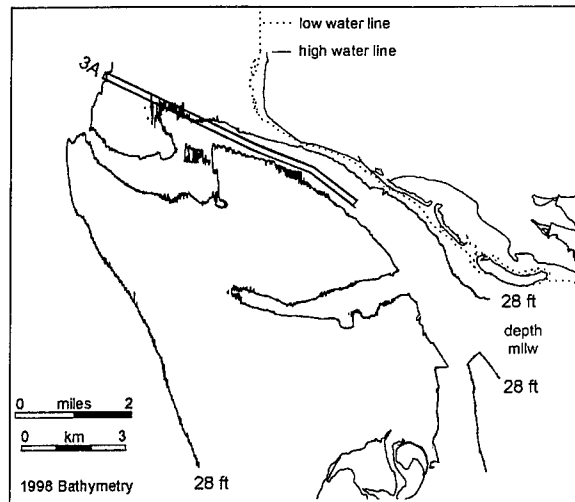 low water line
high water line
3A
28 ft
depth
mllw
28 ft
0 miles 2
0 km 3
1998 Bathymetry
28 ft